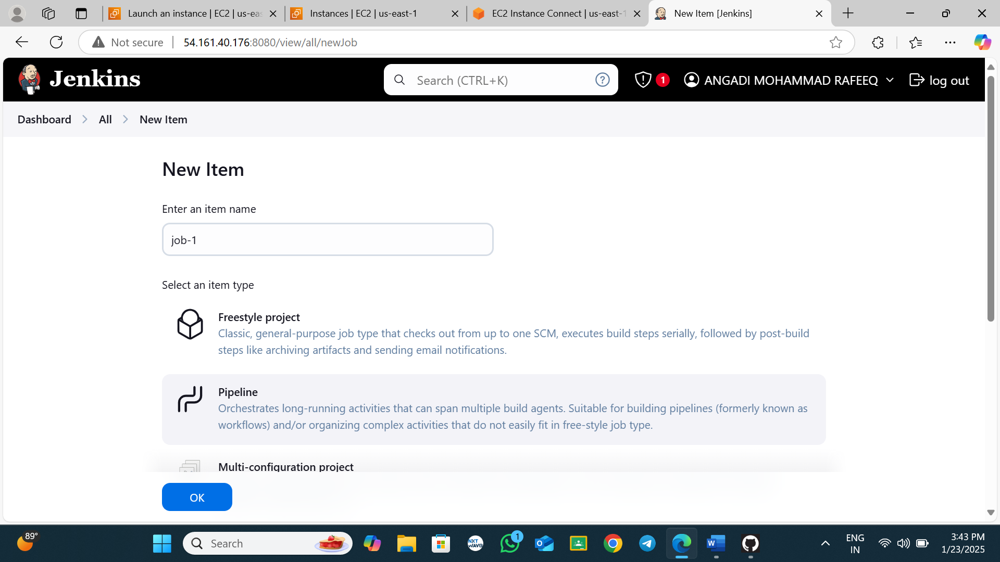 Launch an instance | EC2 | us-eas
Instances | EC2 | us-east-1
EC2 Instance Connect | us-east-1
New Item [Jenkins]
Not secure
54.161.40.176:8080/view/all/newJob
Jenkins
Search (CTRL+K)
1
ANGADI MOHAMMAD RAFEEQ
log out
Dashboard
All
New Item
New Item
Enter an item name
job-1
Select an item type
Freestyle project
Classic, general-purpose job type that checks out from up to one SCM, executes build steps serially, followed by post-build
steps like archiving artifacts and sending email notifications.
Pipeline
Orchestrates long-running activities that can span multiple build agents. Suitable for building pipelines (formerly known as
workflows) and/or organizing complex activities that do not easily fit in free-style job type.
Multi-configuration project
OK
89°
Search
NXT
WAVE
1
ENG
IN
3:43 PM
1/23/2025